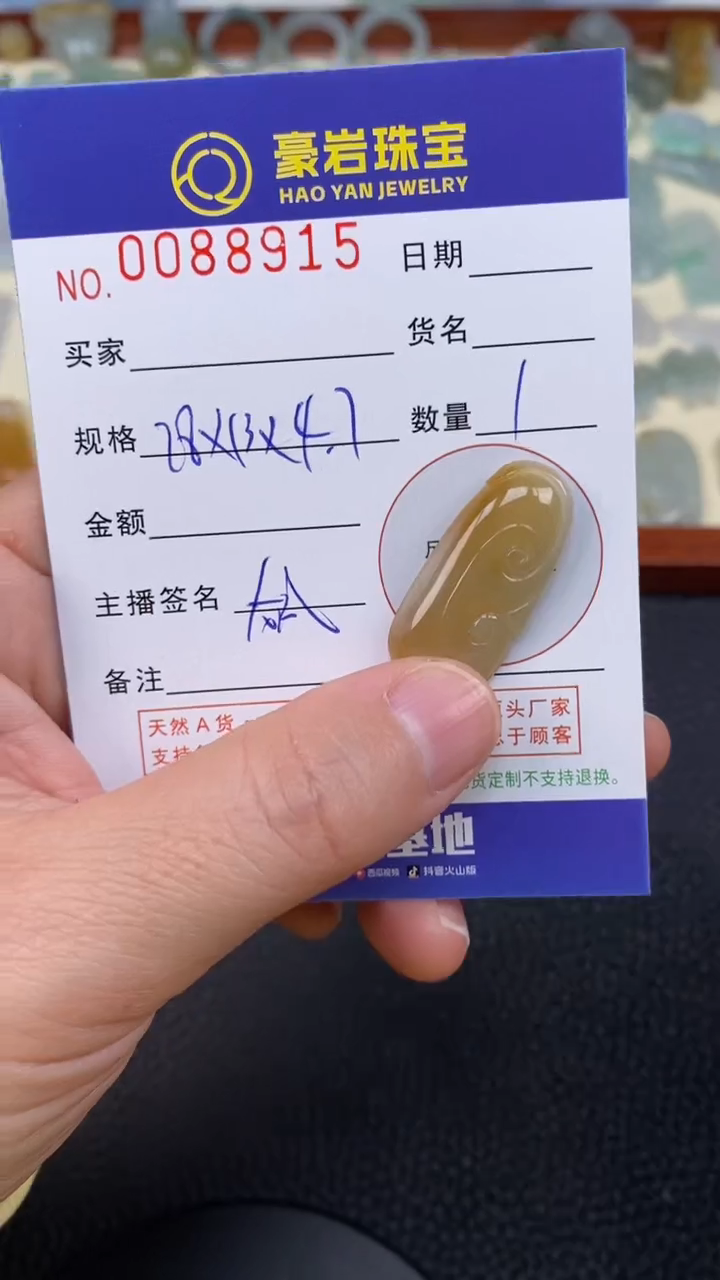 豪岩珠宝
HAO YAN JEWELRY
NO. 0088915 日期
买家 货名
规格 28X13X4.7 数量 1
金额
主播签名
备注
天然A货 头厂家
支持 于顾客
货定制不支持退换。
基地
西瓜视频 抖音火山版